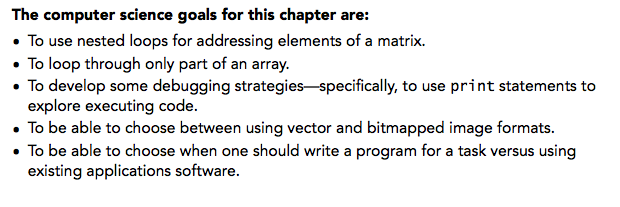 The computer science goals for this chapter are:
• To use nested loops for addressing elements of a matrix.
• To loop through only part of an array.
• To develop some debugging strategies—specifically, to use print statements to
explore executing code.
• To be able to choose between using vector and bitmapped image formats.
• To be able to choose when one should write a program for a task versus using
existing applications software.